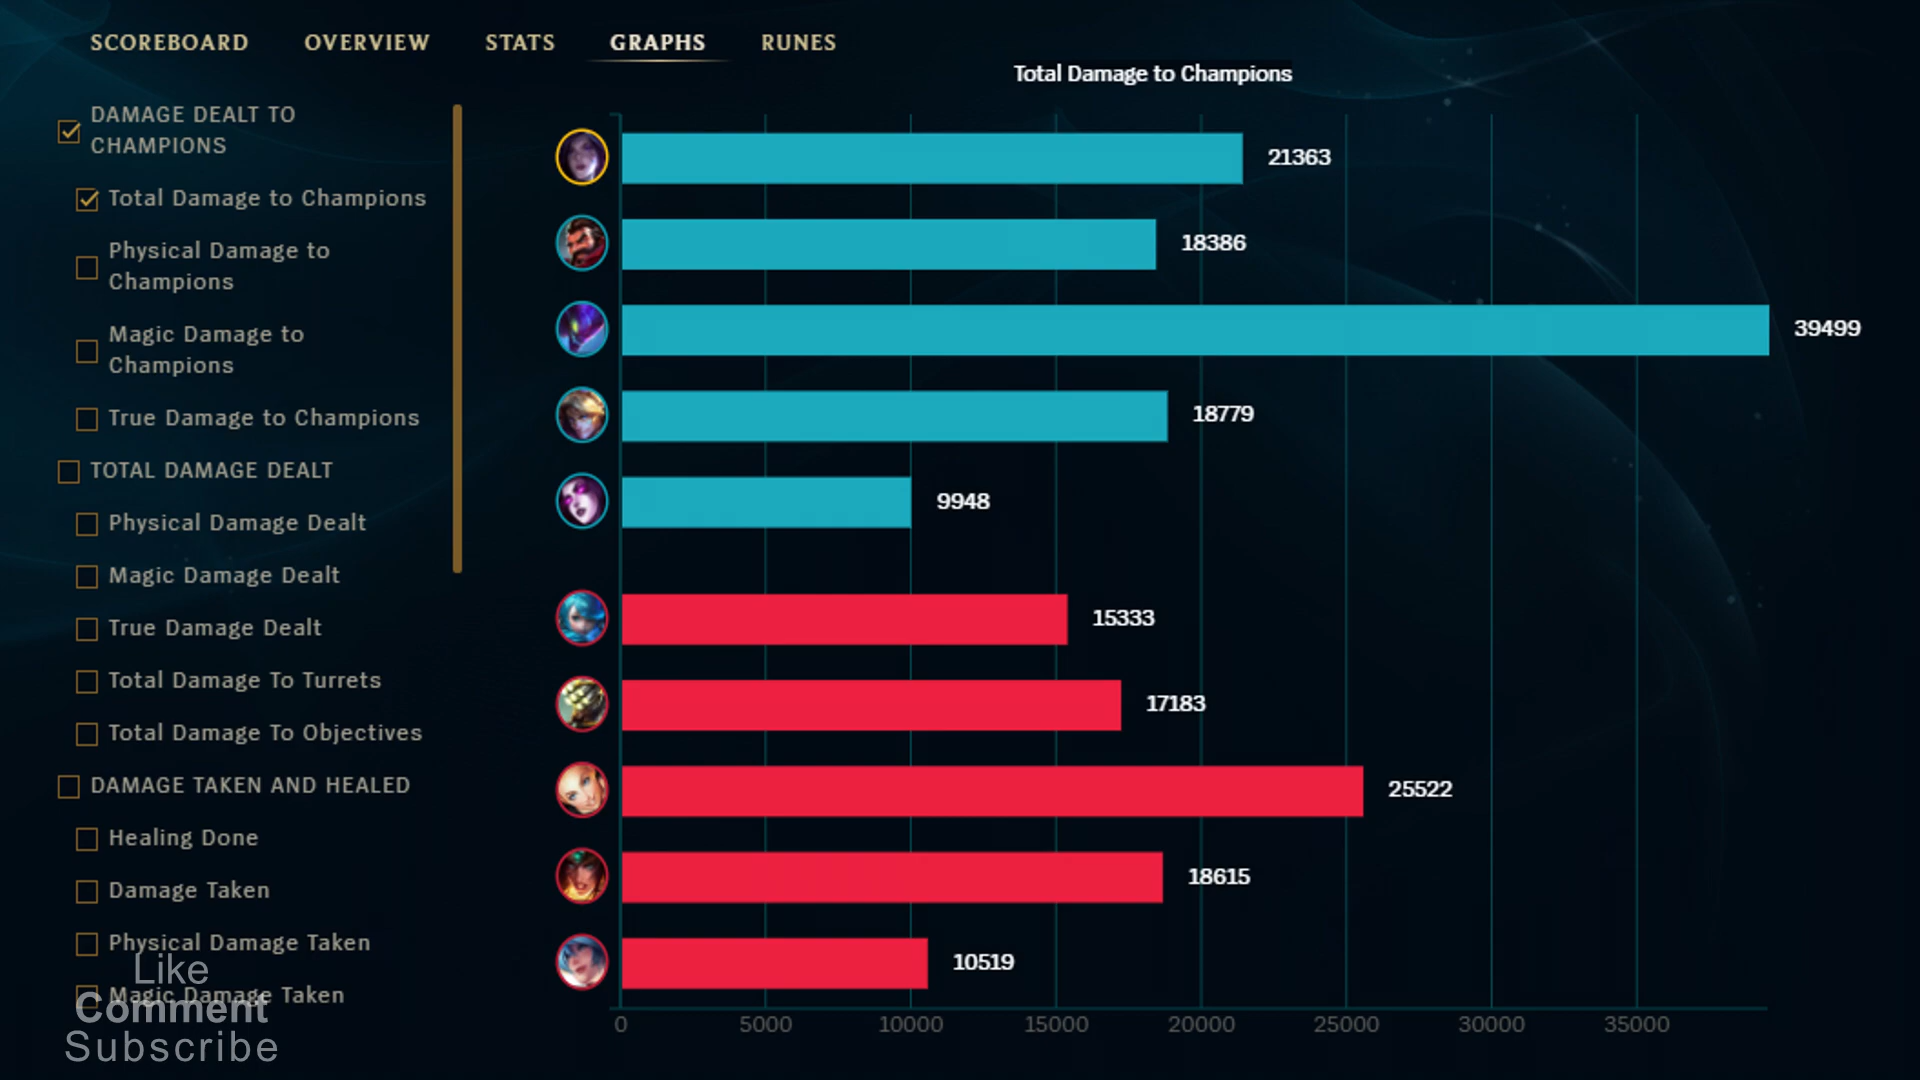 SCOREBOARD OVERVIEW STATS GRAPHS RUNES
Total Damage to Champions
DAMAGE DEALT TO
CHAMPIONS
Total Damage to Champions
Physical Damage to
Champions
Magic Damage to
Champions
True Damage to Champions
TOTAL DAMAGE DEALT
Physical Damage Dealt
Magic Damage Dealt
True Damage Dealt
Total Damage To Turrets
Total Damage To Objectives
DAMAGE TAKEN AND HEALED
Healing Done
Damage Taken
Physical Damage Taken
Magic Damage Taken
Like
Comment
Subscribe
21363
18386
39499
18779
9948
15333
17183
25522
18615
10519
0 5000 10000 15000 20000 25000 30000 35000